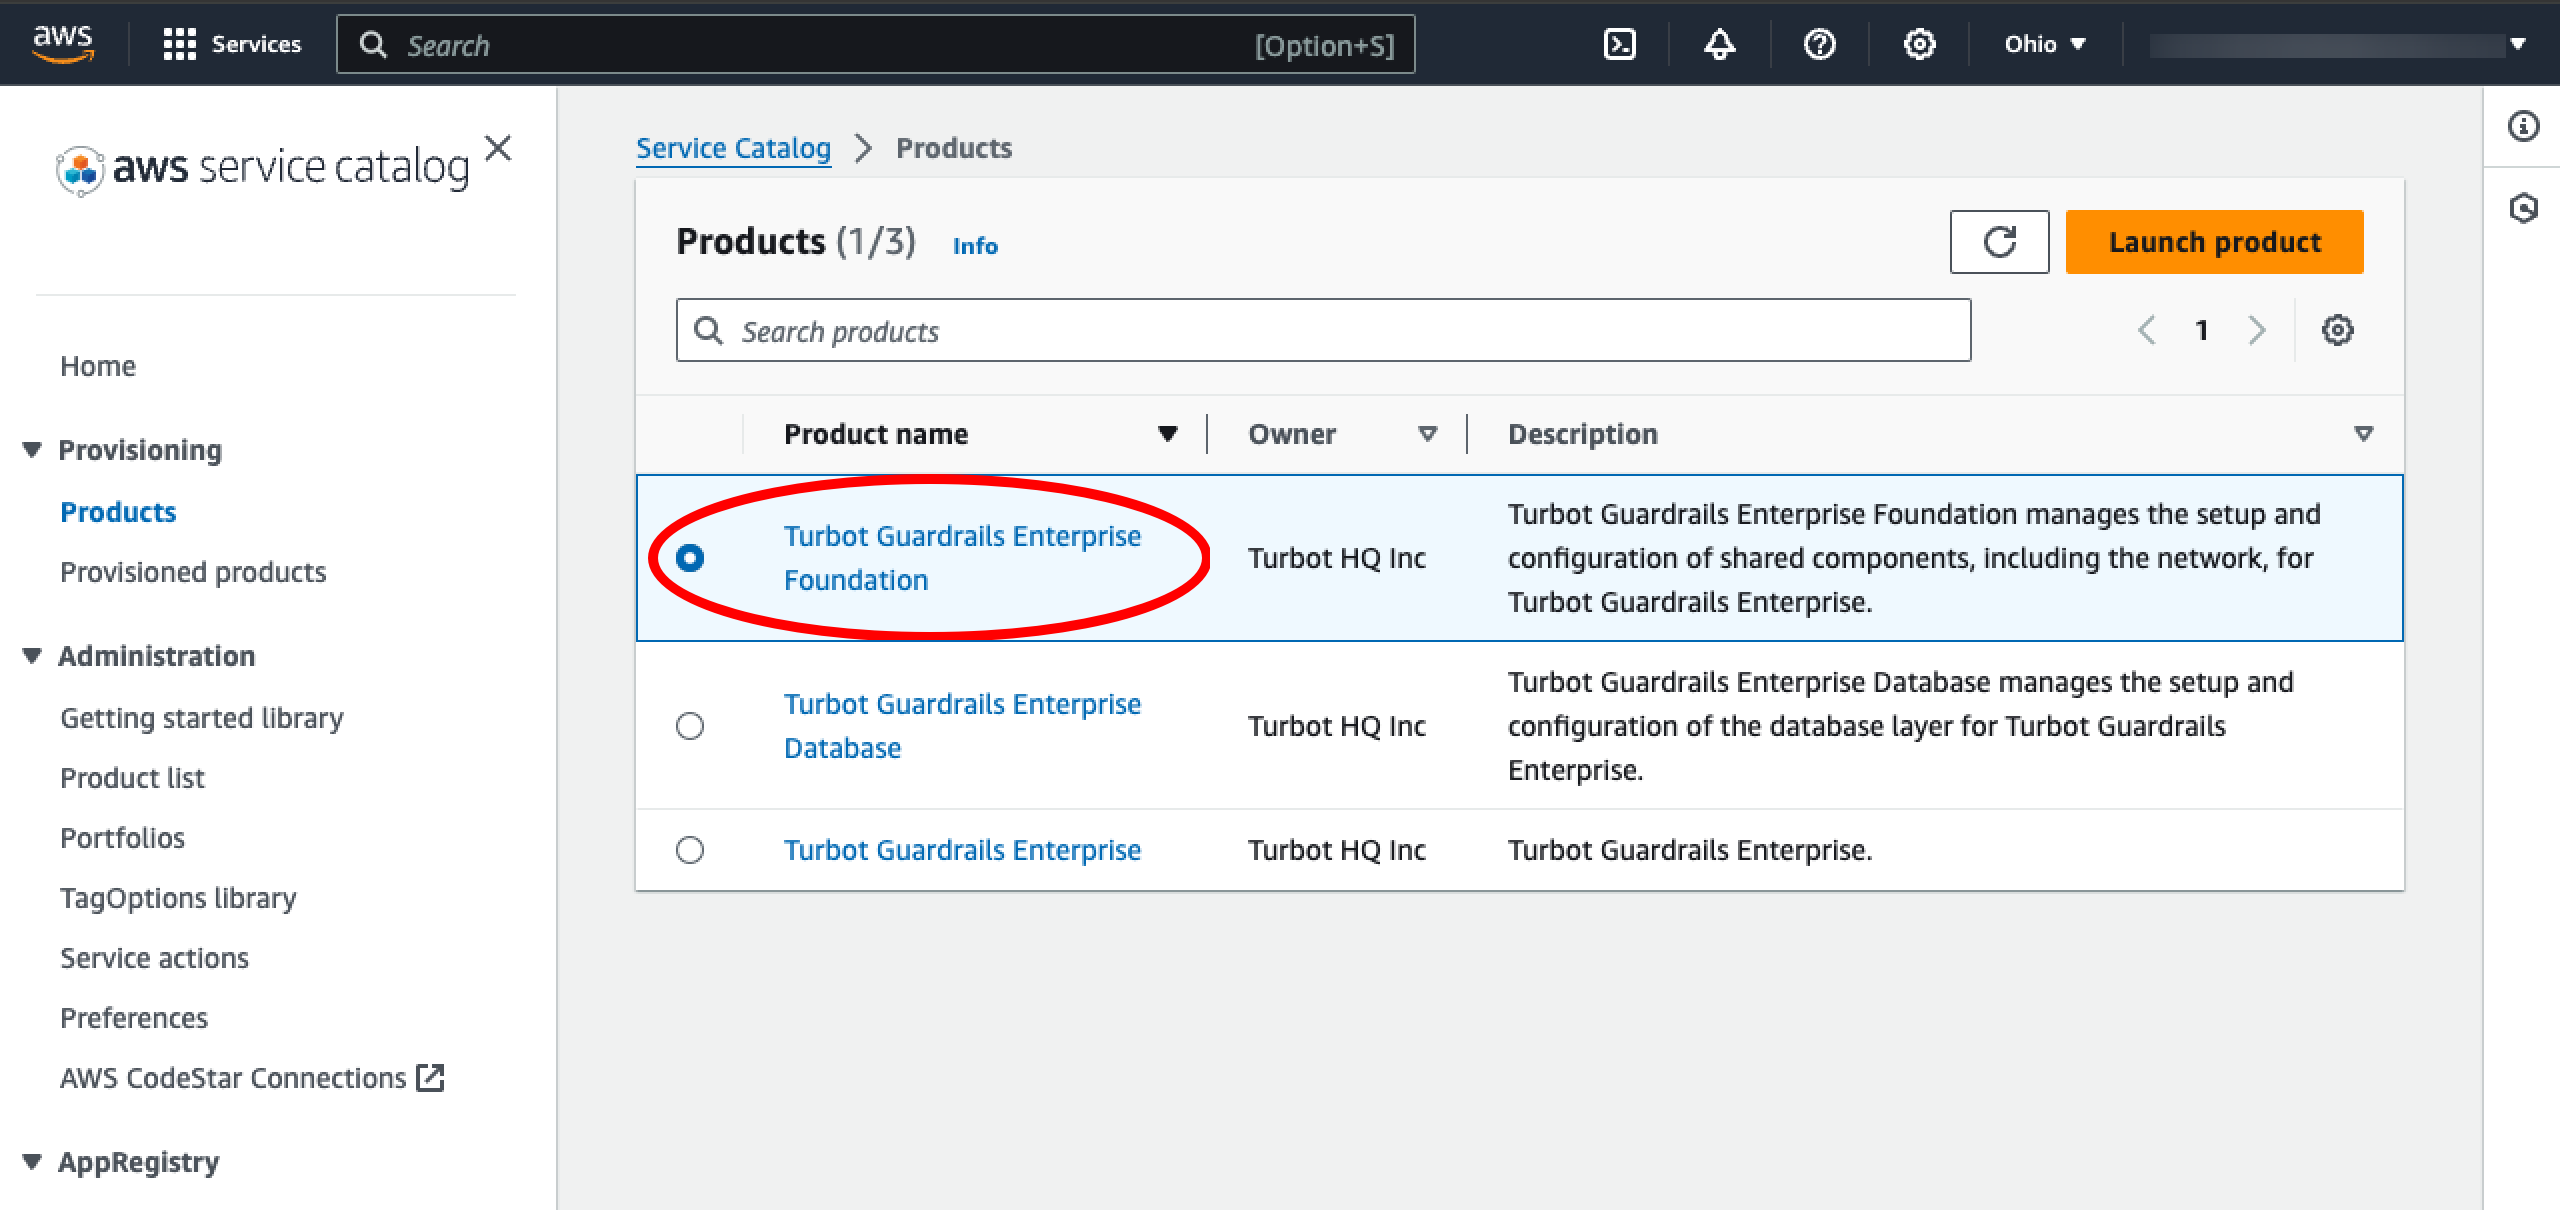 aws
Services
Search
[Option+S]
Ohio
aws service catalog
Home
Provisioning
Products
Provisioned products
Administration
Getting started library
Product list
Portfolios
TagOptions library
Service actions
Preferences
AWS CodeStar Connections
AppRegistry
Service Catalog > Products
Products (1/3) Info
Launch product
Search products
1
Product name
Owner
Description
Turbot Guardrails Enterprise
Foundation
Turbot HQ Inc
Turbot Guardrails Enterprise Foundation manages the setup and
configuration of shared components, including the network, for
Turbot Guardrails Enterprise.
Turbot Guardrails Enterprise
Database
Turbot HQ Inc
Turbot Guardrails Enterprise Database manages the setup and
configuration of the database layer for Turbot Guardrails
Enterprise.
Turbot Guardrails Enterprise
Turbot HQ Inc
Turbot Guardrails Enterprise.